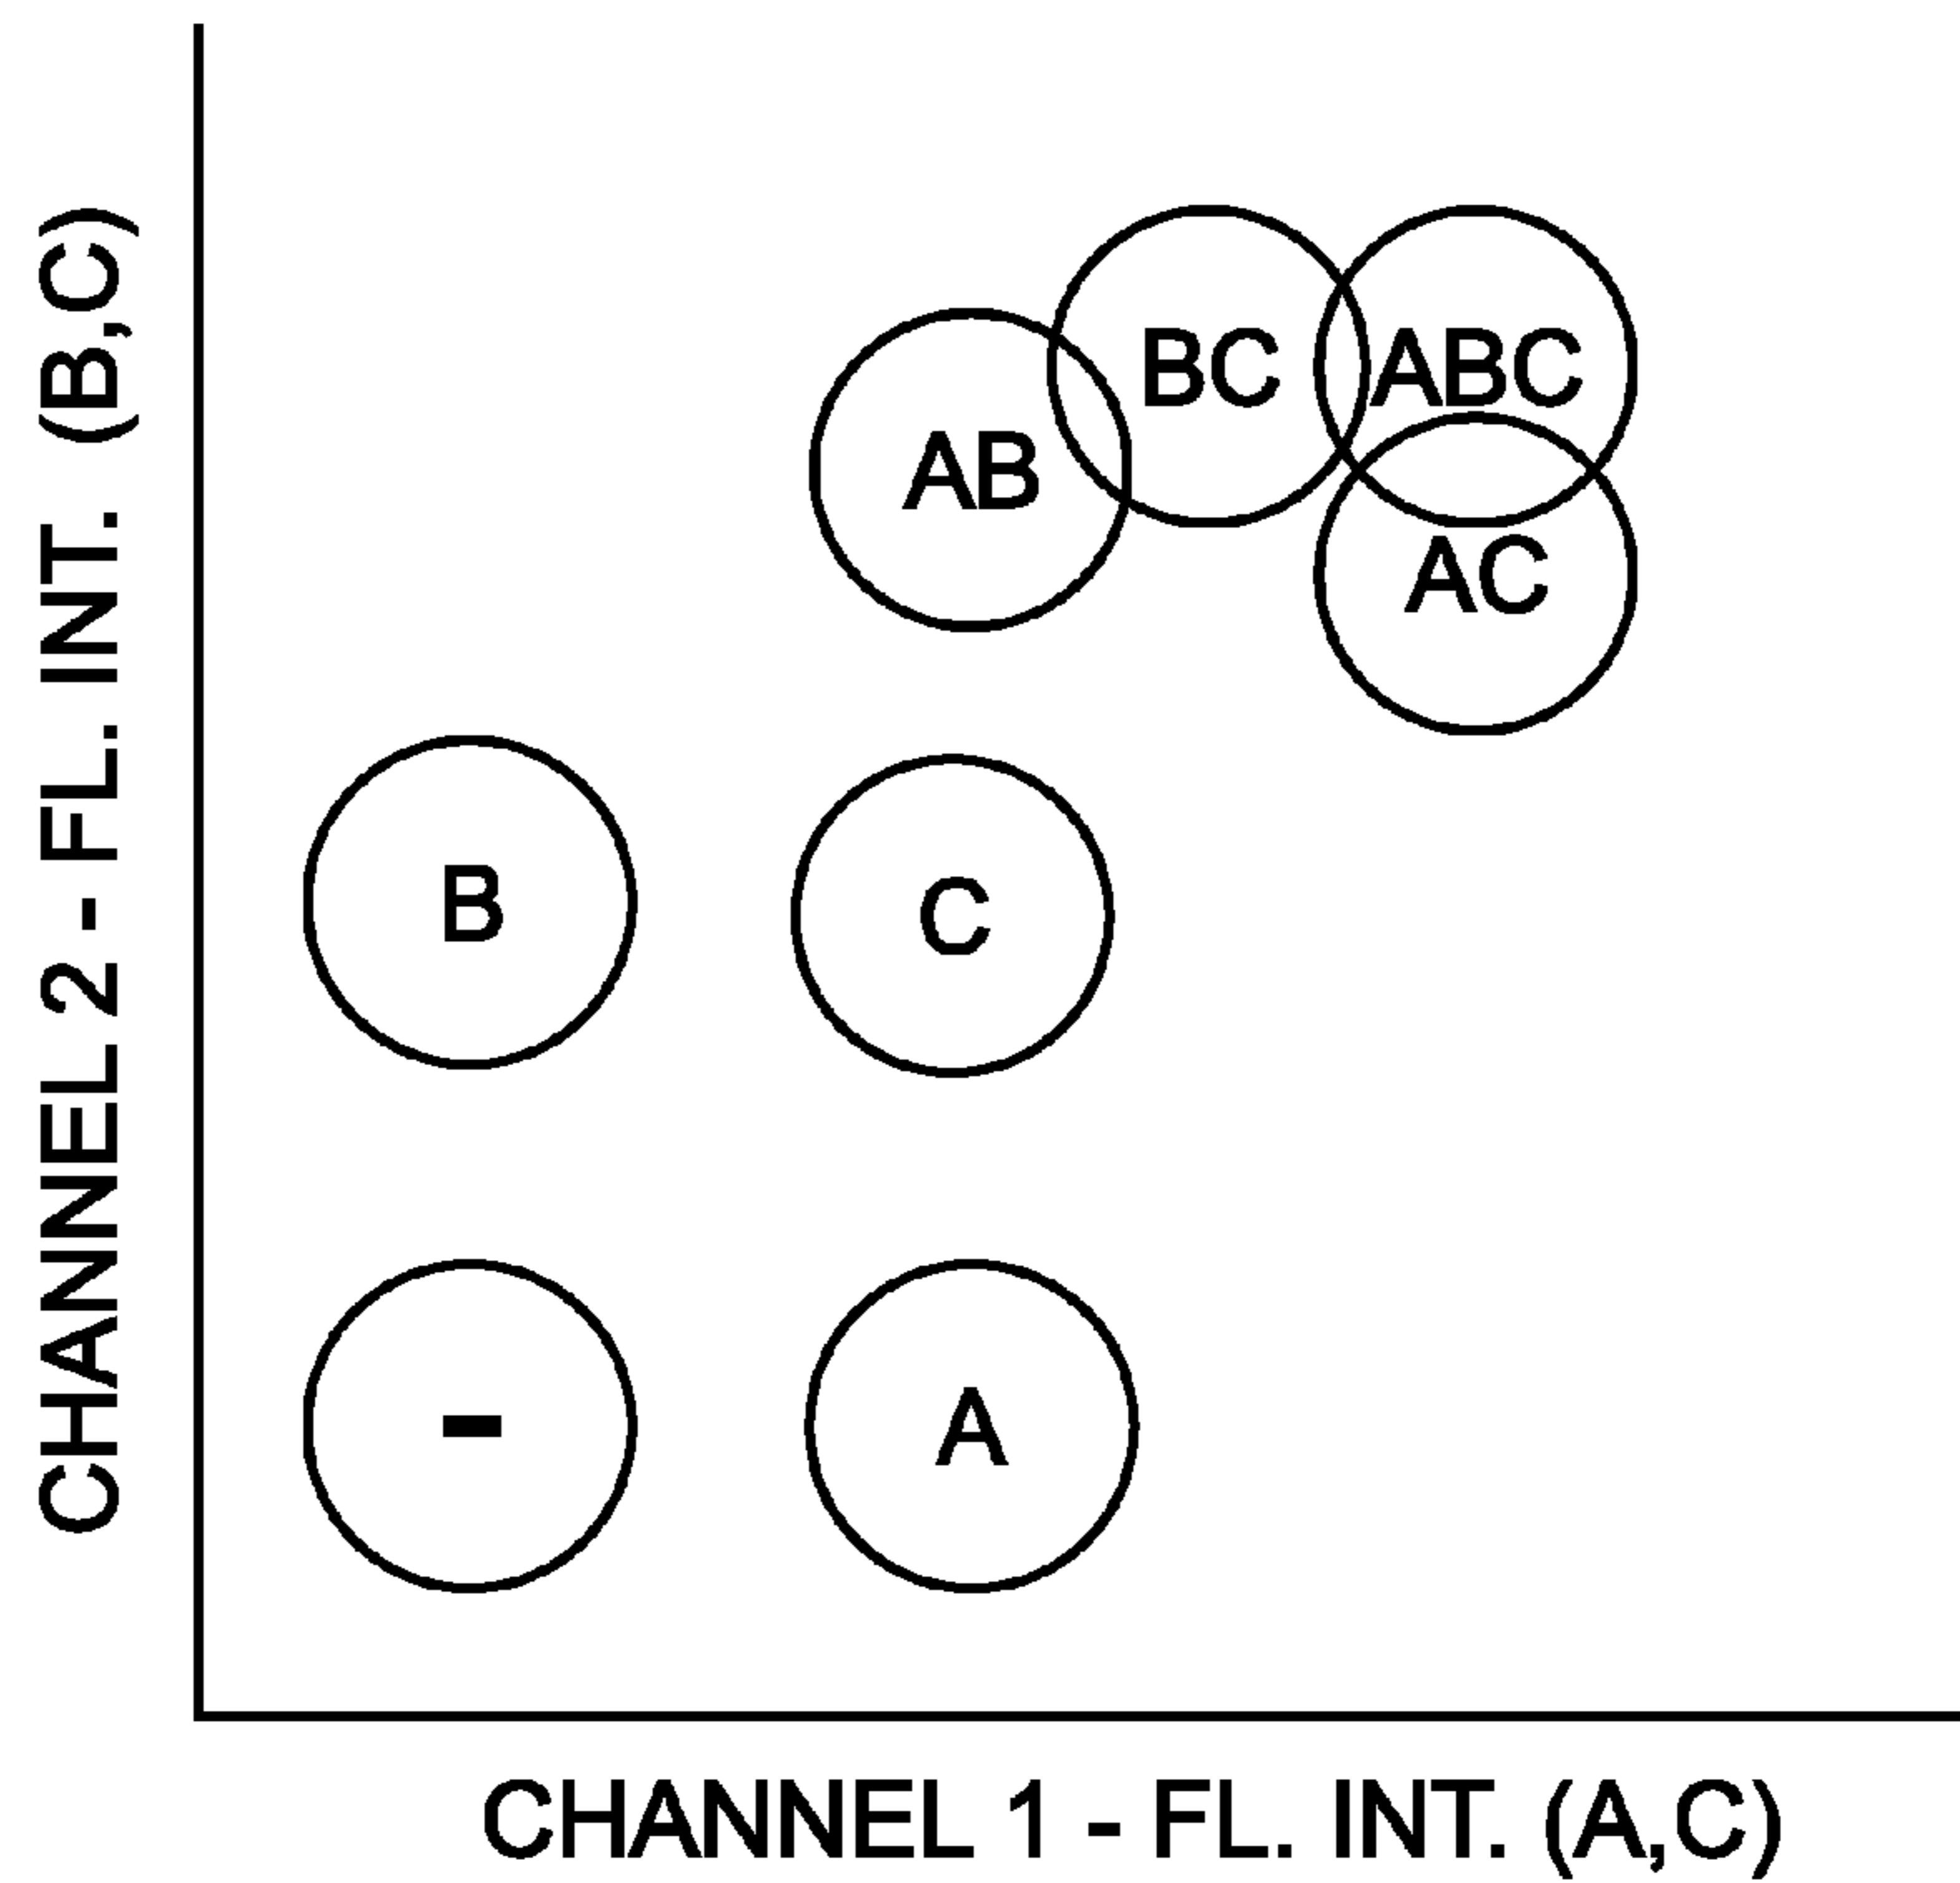 CHANNEL 2 - FL. INT. (B,C)
BC
ABC
AB
AC
B
C
-
A
CHANNEL 1 - FL. INT. (A,C)